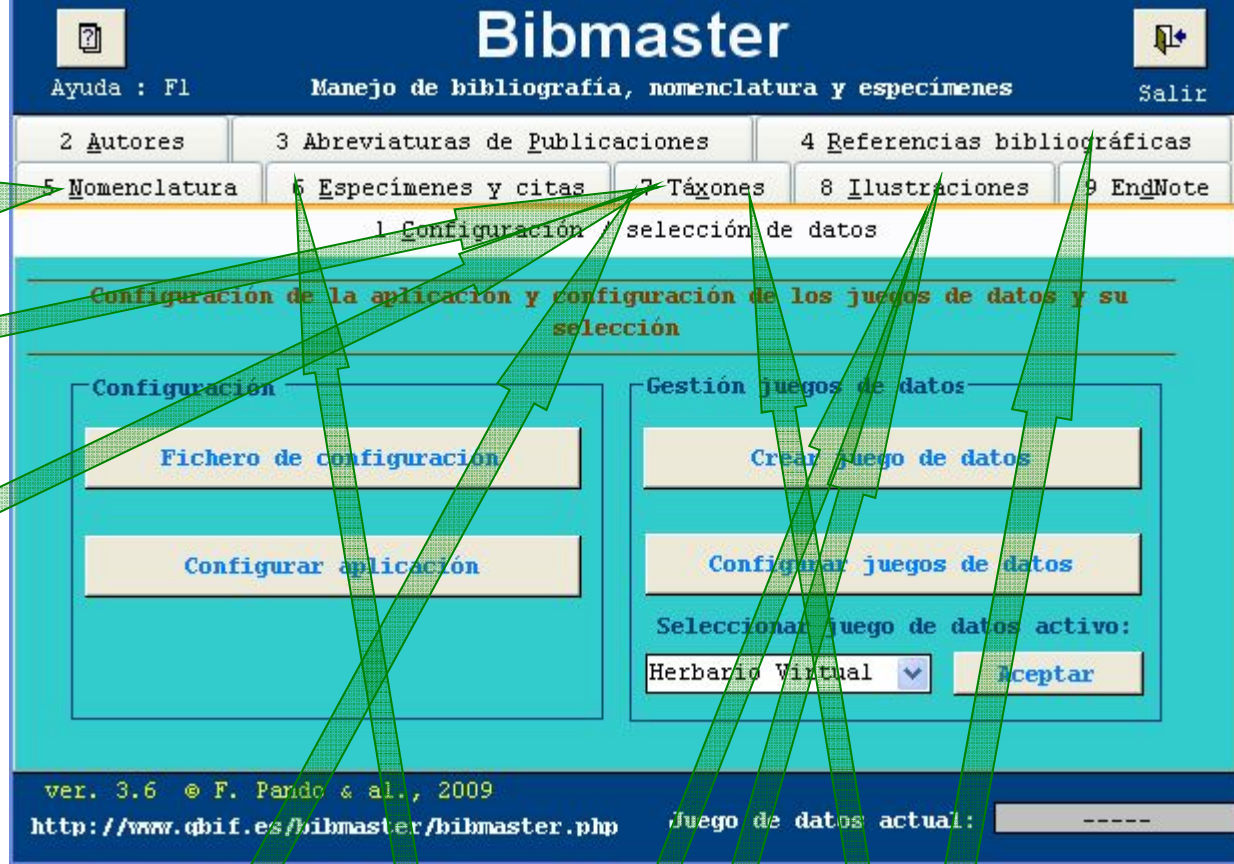 Bibmaster
Ayuda : F1
Manejo de bibliografía, nomenclatura y especímenes
Salir
2 Autores
3 Abreviaturas de Publicaciones
4 Referencias bibliográficas
5 Nomenclatura
6 Especímenes y citas
7 Táxones
8 Ilustraciones
9 EndNote
1 Configuración / selección de datos
Configuración de la aplicación y configuración de los juegos de datos y su
selección
Configuración
Gestión juegos de datos
Fichero de configuración
Crear juego de datos
Configurar aplicación
Configurar juegos de datos
Seleccionar juego de datos activo:
Herbario Virtual
Aceptar
ver. 3.6 © F. Pando & al., 2009
http://www.gbif.es/bibmaster/bibmaster.php
Juego de datos actual:
-----